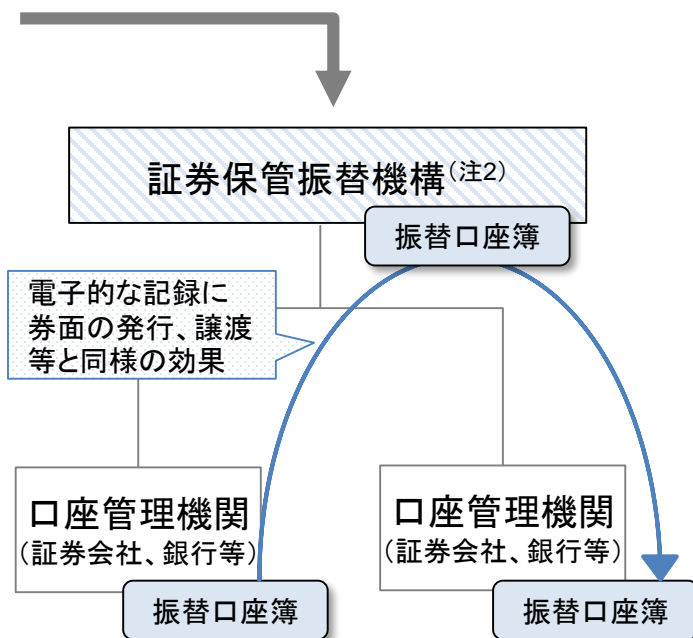 証券保管振替機構(注2)
振替口座簿
電子的な記録に
券面の発行、譲渡
等と同様の効果
口座管理機関
(証券会社、銀行等)
振替口座簿
口座管理機関
(証券会社、銀行等)
振替口座簿